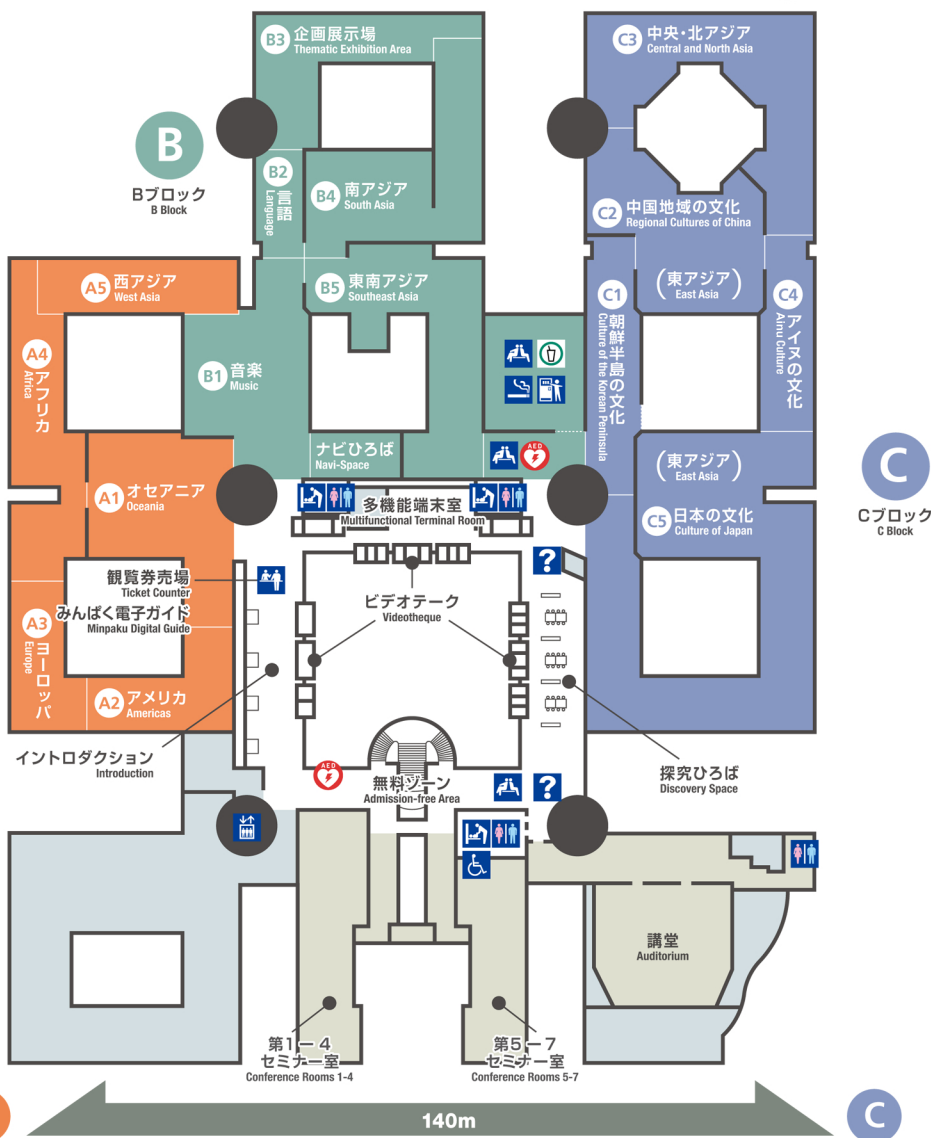 B3
企画展示場
Thematic Exhibition Area
C3
中央・北アジア
Central and North Asia
B
Bブロック
B Block
B2
言語
Language
B4
南アジア
South Asia
C2
中国地域の文化
Regional Cultures of China
A5
西アジア
West Asia
B5
東南アジア
Southeast Asia
C1
朝鮮半島の文化
Culture of the Korean Peninsula
(東アジア)
East Asia
C4
アイヌの文化
Ainu Culture
A4
アフリカ
Africa
B1
音楽
Music
ナビひろば
Navi-Space
AED
(東アジア)
East Asia
C
Cブロック
C Block
A1
オセアニア
Oceania
多機能端末室
Multifunctional Terminal Room
C5
日本の文化
Culture of Japan
観覧券売場
Ticket Counter
みんぱく電子ガイド
Minpaku Digital Guide
?
ビデオテーク
Videotheque
A3
ヨーロッパ
Europe
A2
アメリカ
Americas
イントロダクション
Introduction
AED
無料ゾーン
Admission-free Area
?
探究ひろば
Discovery Space
講堂
Auditorium
第1−4
セミナー室
Conference Rooms 1-4
第5−7
セミナー室
Conference Rooms 5-7
140m
C